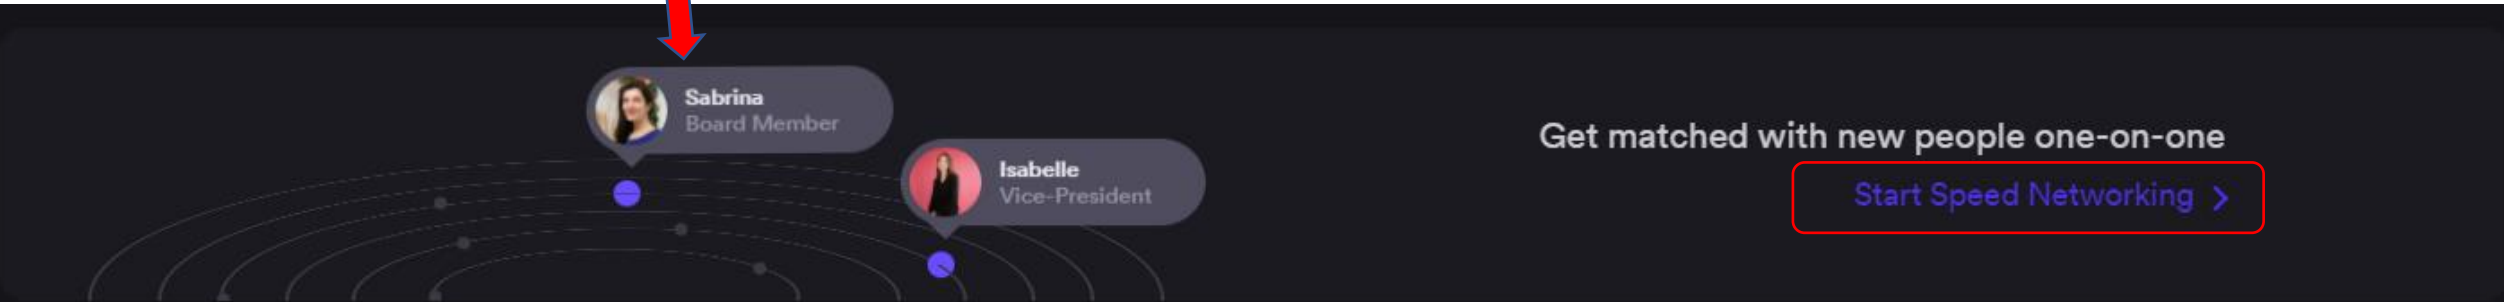 Sabrina
Board Member
Isabelle
Vice-President
Get matched with new people one-on-one
Start Speed Networking